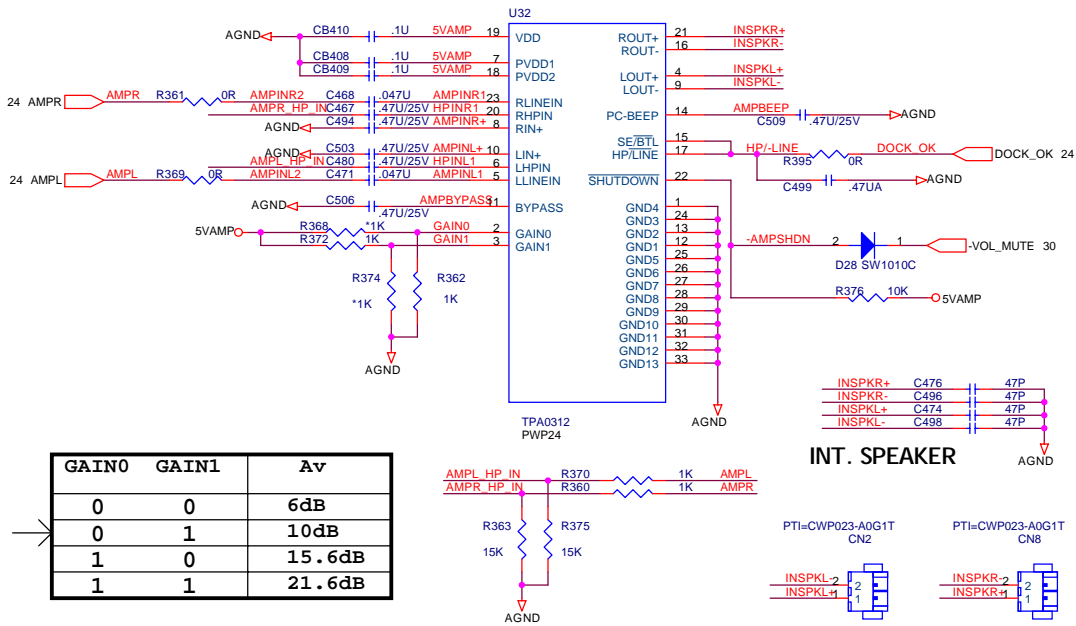 U32
AGND CB410 .1U 5VAMP 19 VDD ROUT+ 21 INSPKR+
ROUT- 16 INSPKR-
CB408 .1U 5VAMP 7 PVDD1
CB409 .1U 5VAMP 18 PVDD2 LOUT+ 4 INSPKL+
LOUT- 9 INSPKL-
24 AMPR AMPR R361 0R AMPINR2 C468 .047U AMPINR1 23 RLINEIN
AMPR_HP_IN C467 .47U/25V HPINR1 20 RHPIN PC-BEEP 14 AMPBEEP C509 .47U/25V AGND
AGND C494 .47U/25V AMPINR+ 8 RIN+
SE/BTL 15
AGND C503 .47U/25V AMPINL+ 10 LIN+ HP/LINE 17 HP/-LINE R395 0R DOCK_OK DOCK_OK 24
AMPL_HP_IN C480 .47U/25V HPINL1 6 LHPIN
24 AMPL AMPL R369 0R AMPINL2 C471 .047U AMPINL1 5 LLINEIN SHUTDOWN 22 C499 .47UA AGND
AGND C506 .47U/25V AMPBYPASS 11 BYPASS GND4 1
GND3 24
5VAMP R368 *1K GAIN0 2 GAIN0 GND2 13
R372 1K GAIN1 3 GAIN1 GND1 12 -AMPSHDN 2 1 -VOL_MUTE 30
D28 SW1010C
GND5 25
GND6 26
R374 R362 GND7 27
*1K 1K GND8 28 R376 10K 5VAMP
GND9 29
GND10 30
GND11 31
GND12 32
GND13 33
AGND
AGND
TPA0312
PWP24
INSPKR+ C476 47P
INSPKR- C496 47P
INSPKL+ C474 47P
INSPKL- C498 47P
AGND
INT. SPEAKER
GAIN0 GAIN1 Av
0 0 6dB
0 1 10dB
1 0 15.6dB
1 1 21.6dB
AMPL_HP_IN R370 1K AMPL
AMPR_HP_IN R360 1K AMPR
R363 R375
15K 15K
AGND
PTI=CWP023-A0G1T
CN2
INSPKL- 2 2
INSPKL+ 1 1
PTI=CWP023-A0G1T
CN8
INSPKR- 2 2
INSPKR+ 1 1